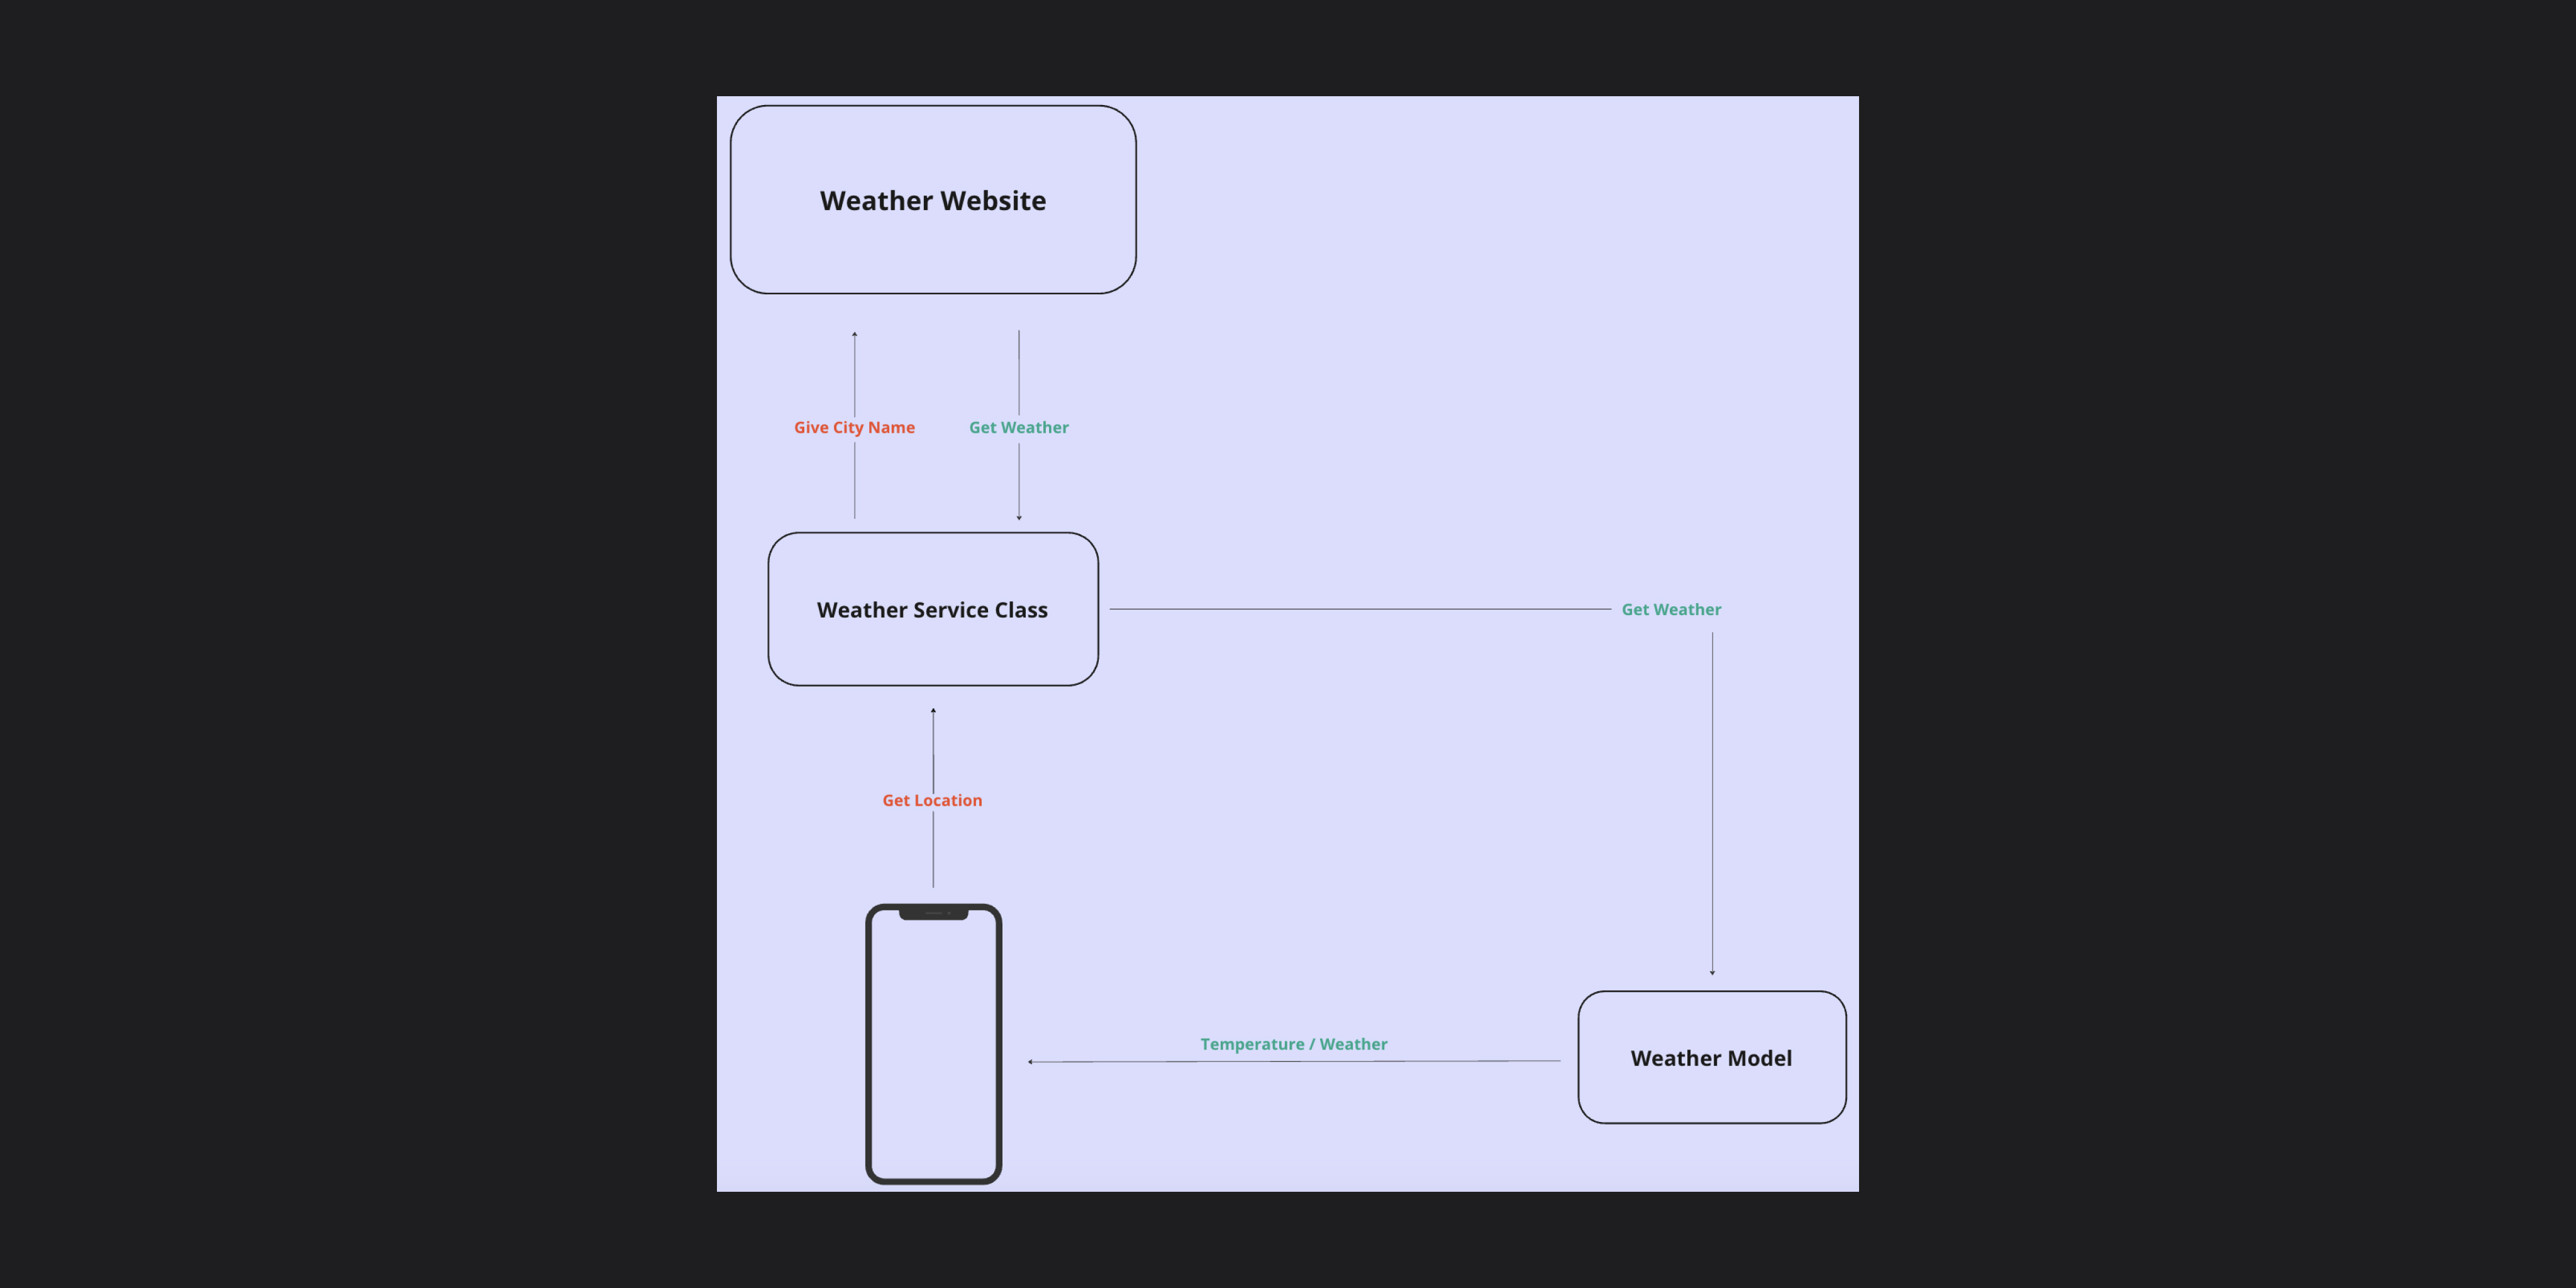 Weather Website
Give City Name
Get Weather
Weather Service Class
Get Weather
Get Location
Temperature / Weather
Weather Model